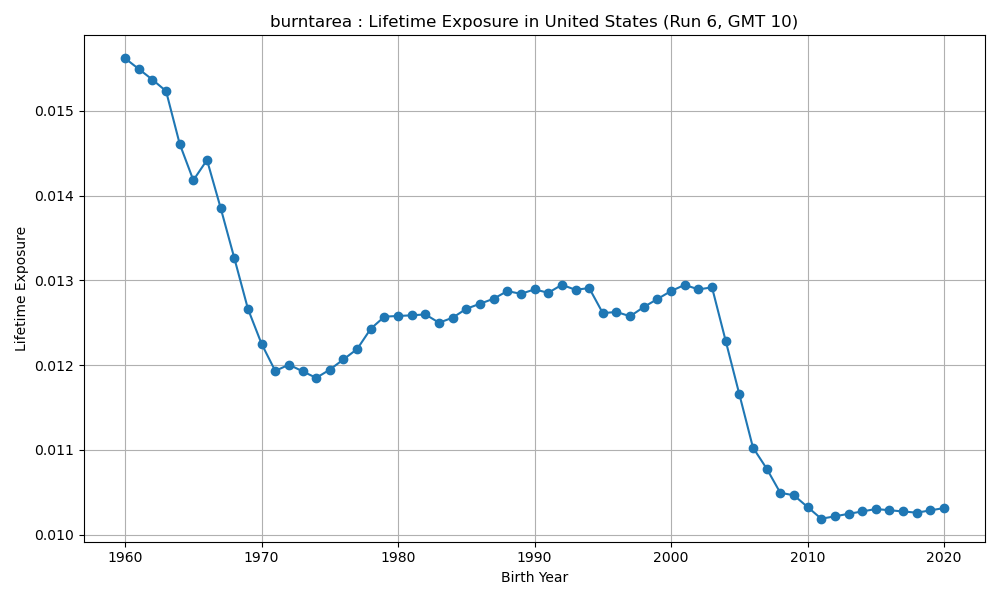 burntarea : Lifetime Exposure in United States (Run 6, GMT 10)
0.015
0.014
0.013
0.012
0.011
0.010
Lifetime Exposure
1960 1970 1980 1990 2000 2010 2020
Birth Year